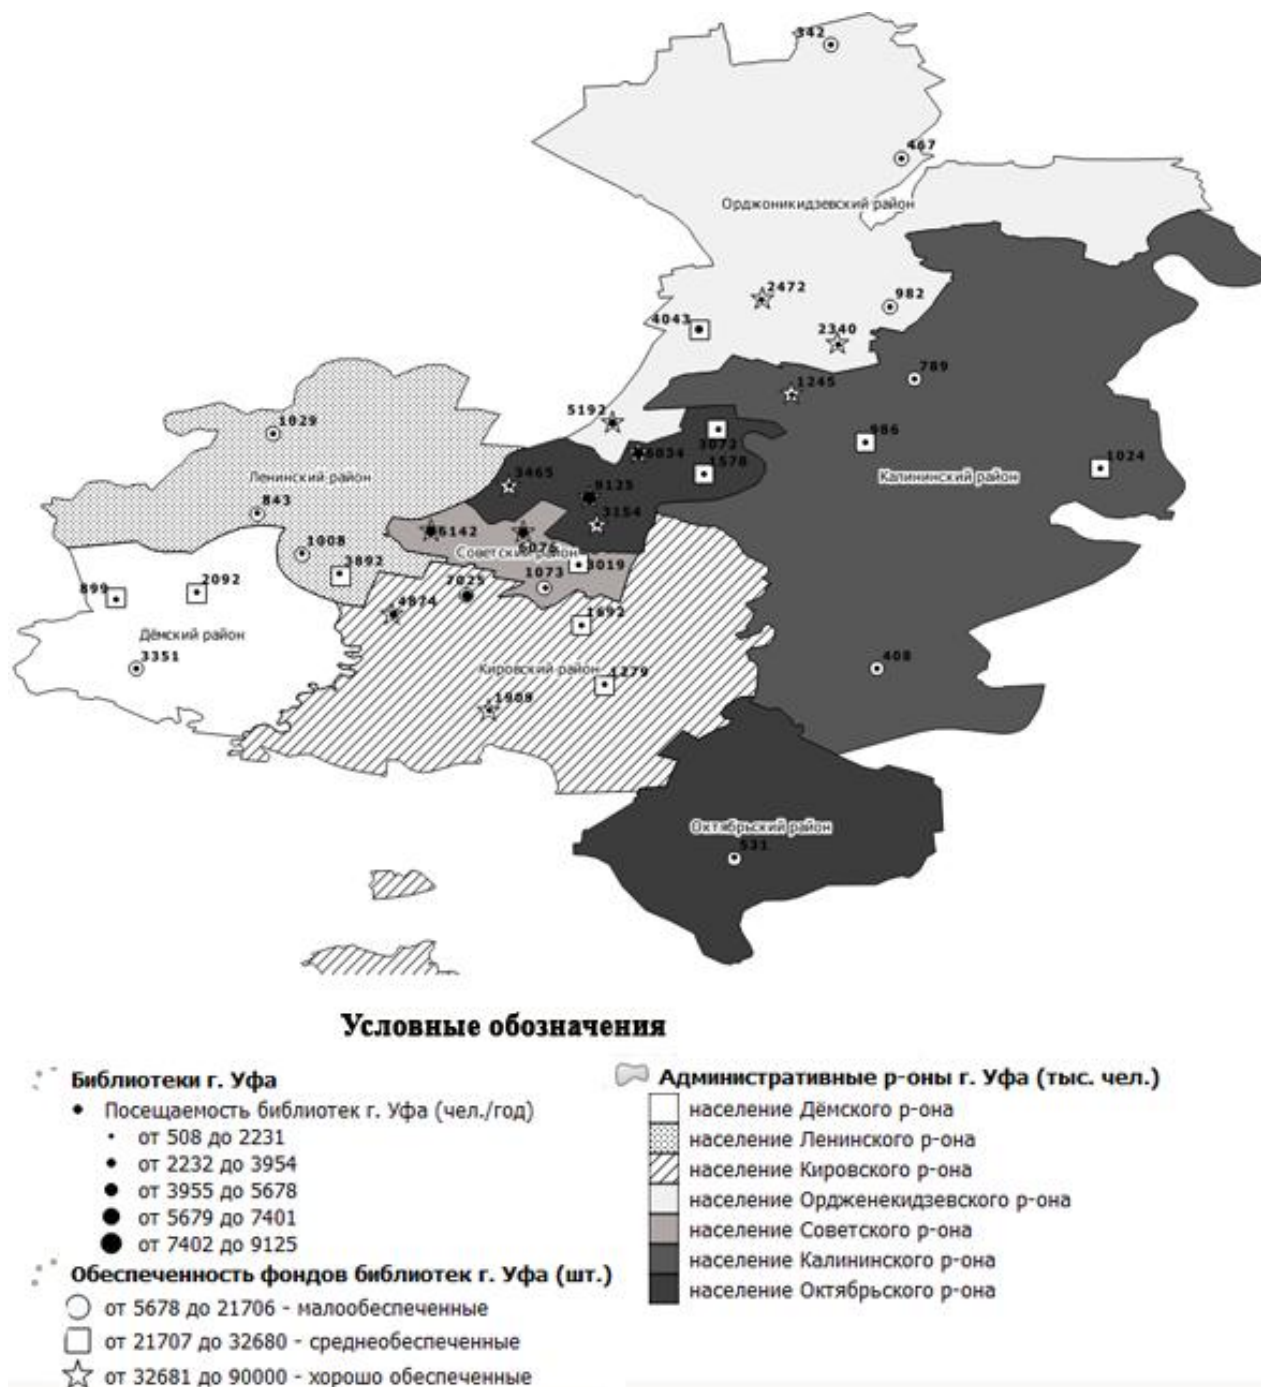 342
467
Орджоникидзевский район
2472
982
4043
2340
789
1245
5192
1029
3072
986
6034
1578
1024
3465
Ленинский район
Калининский район
9125
843
3154
6142
6076
1008
Советский район
3892
3019
2092
7025
1073
899
4874
1692
Дёмский район
3351
Кировский район
1279
408
1909
Октябрьский район
531
Условные обозначения
Библиотеки г. Уфа
Посещаемость библиотек г. Уфа (чел./год)
от 508 до 2231
от 2232 до 3954
от 3955 до 5678
от 5679 до 7401
от 7402 до 9125
Обеспеченность фондов библиотек г. Уфа (шт.)
от 5678 до 21706 - малообеспеченные
от 21707 до 32680 - среднеобеспеченные
от 32681 до 90000 - хорошо обеспеченные
Административные р-оны г. Уфа (тыс. чел.)
население Дёмского р-она
население Ленинского р-она
население Кировского р-она
население Ордженекидзевского р-она
население Советского р-она
население Калининского р-она
население Октябрьского р-она